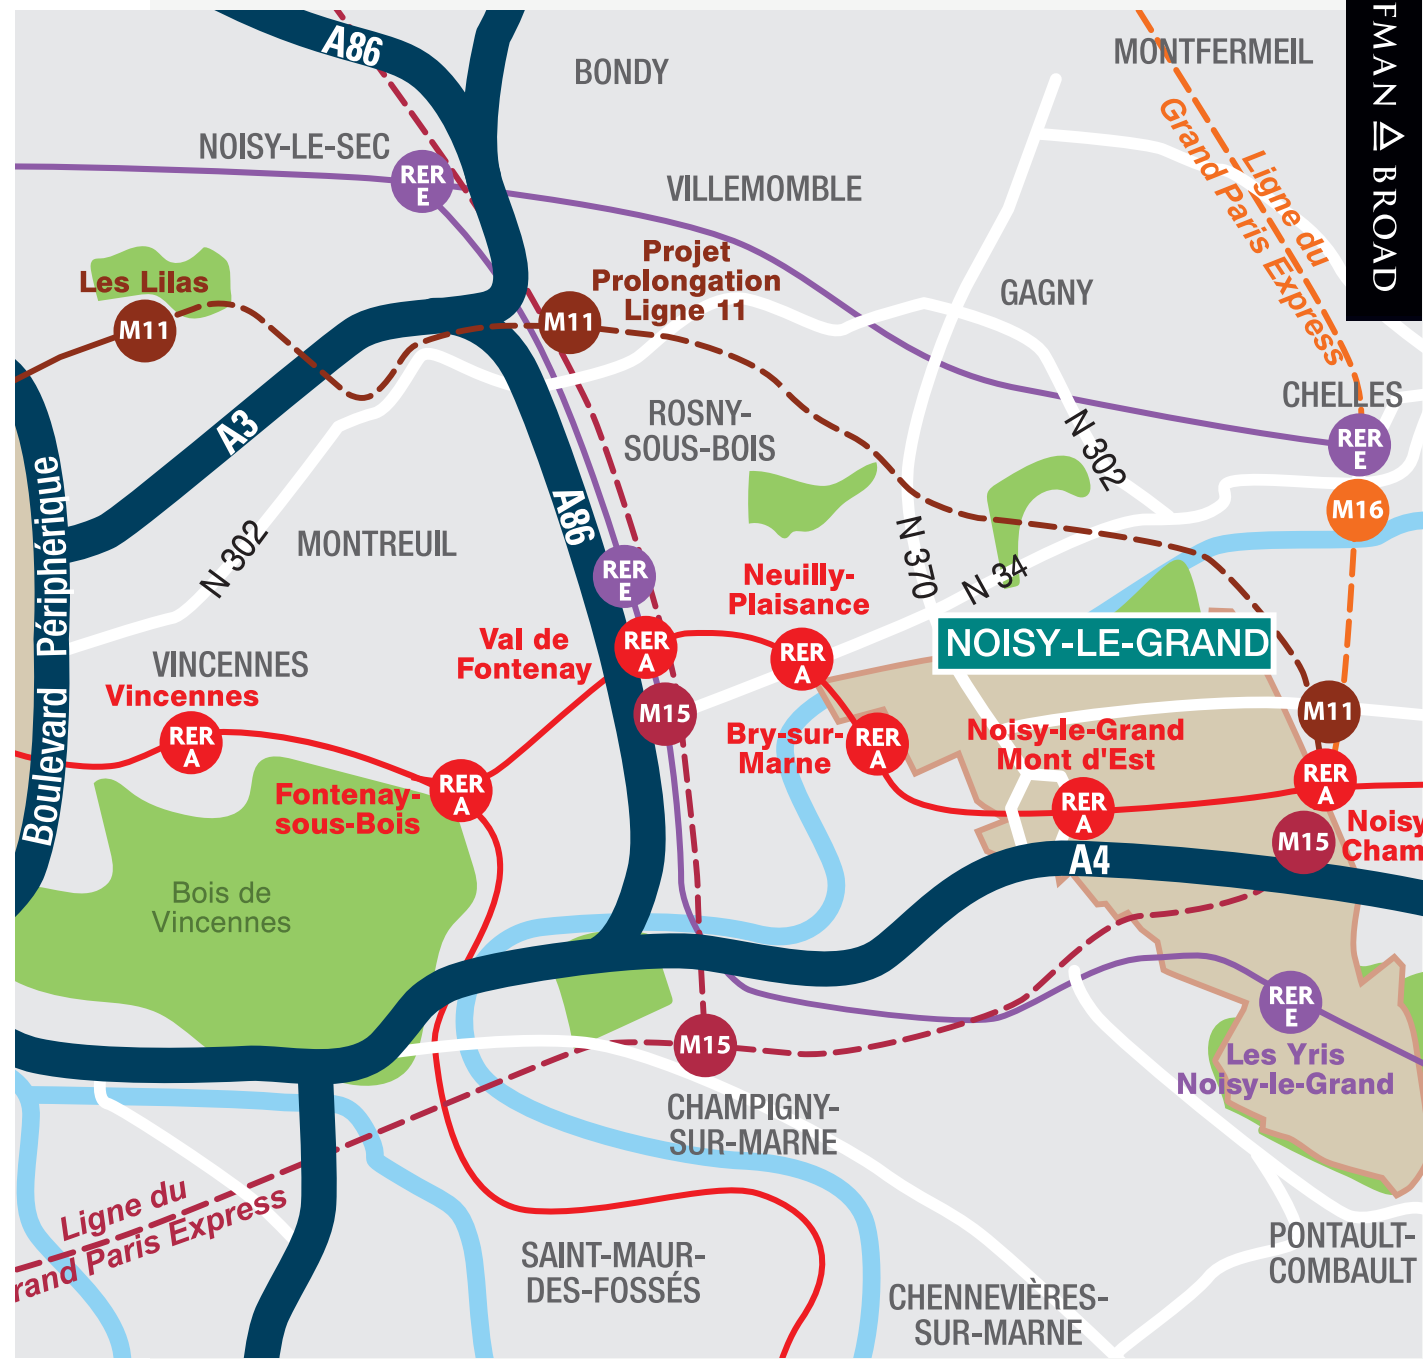 FMAN BROAD
A86
BONDY
MONTFERMEIL
NOISY-LE-SEC
RER
E
VILLEMOMBLE
Ligne du
Grand Paris Express
Les Lilas
M11
Projet
Prolongation
Ligne 11
M11
GAGNY
CHELLES
RER
E
M16
A3
ROSNY-
SOUS-BOIS
N 302
A86
Boulevard Périphérique
N 302
MONTREUIL
N 370
N 34
RER
E
Neuilly-
Plaisance
RER
A
NOISY-LE-GRAND
Val de
Fontenay
RER
A
M15
VINCENNES
Vincennes
RER
A
Bry-sur-
Marne
RER
A
Noisy-le-Grand
Mont d'Est
RER
A
M11
RER
A
M15
Noisy
Cham
Fontenay-
sous-Bois
RER
A
A4
Bois de
Vincennes
RER
E
Les Yris
Noisy-le-Grand
M15
CHAMPIGNY-
SUR-MARNE
Ligne du
rand Paris Express
SAINT-MAUR-
DES-FOSSÉS
CHENNEVIÈRES-
SUR-MARNE
PONTAULT-
COMBAULT